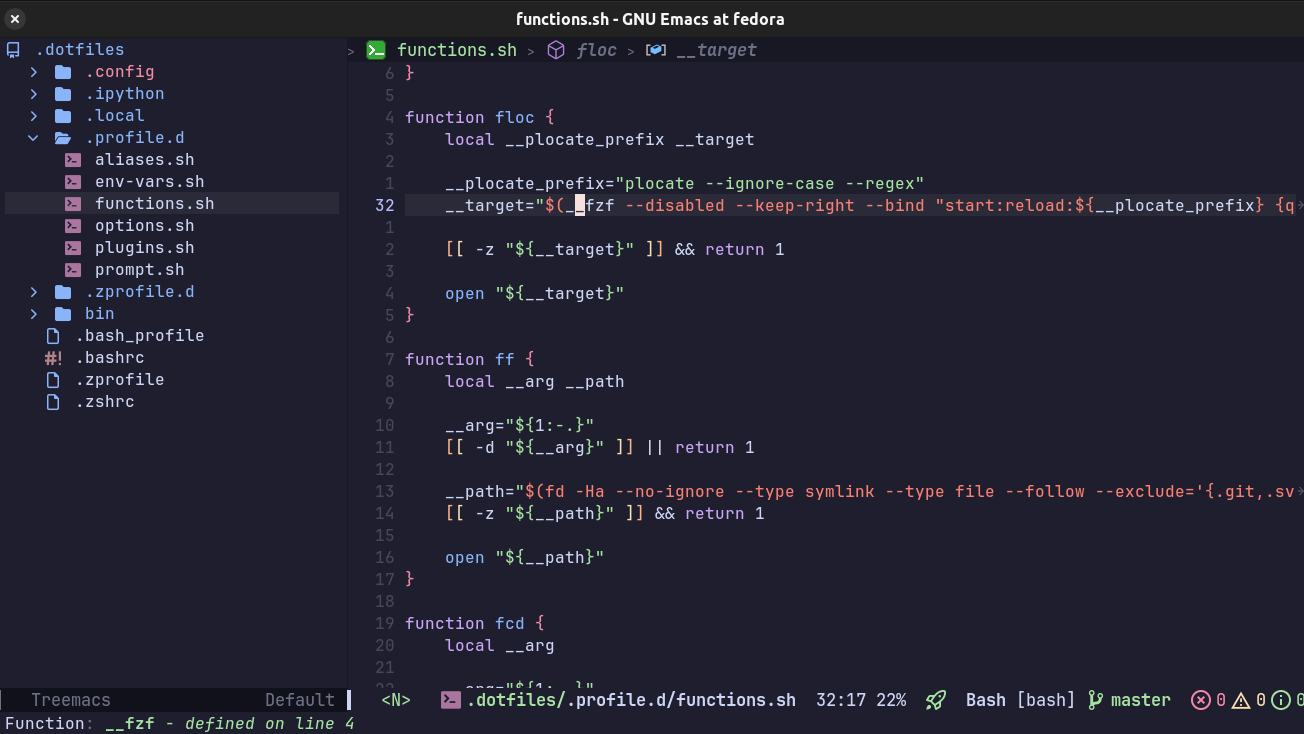 functions.sh - GNU Emacs at fedora
.dotfiles
.config
.ipython
.local
.profile.d
aliases.sh
env-vars.sh
functions.sh
options.sh
plugins.sh
prompt.sh
.zprofile.d
bin
.bash_profile
#! .bashrc
.zprofile
.zshrc
Treemacs Default
> functions.sh > floc > __target
6 }
5
4 function floc {
3 local __plocate_prefix __target
2
1 __plocate_prefix="plocate --ignore-case --regex"
32 __target="$(__fzf --disabled --keep-right --bind "start:reload:${__plocate_prefix} {q
1
2 [[ -z "${__target}" ]] && return 1
3
4 open "${__target}"
5 }
6
7 function ff {
8 local __arg __path
9
10 __arg="${1:-.}"
11 [[ -d "${__arg}" ]] || return 1
12
13 __path="$(fd -Ha --no-ignore --type symlink --type file --follow --exclude='{.git,.sv
14 [[ -z "${__path}" ]] && return 1
15
16 open "${__path}"
17 }
18
19 function fcd {
20 local __arg
21
22 __arg="${1:-.}"
<N> .dotfiles/.profile.d/functions.sh 32:17 22% Bash [bash] master 0 0 0
Function: __fzf - defined on line 4